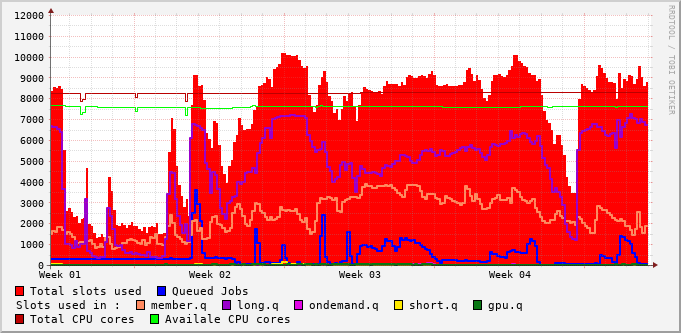 12000
11000
10000
9000
8000
7000
6000
5000
4000
3000
2000
1000
0
Week 01 Week 02 Week 03 Week 04
RRDTOOL / TOBI OETIKER
Total slots used Queued Jobs
Slots used in : member.q long.q ondemand.q short.q gpu.q
Total CPU cores Availale CPU cores